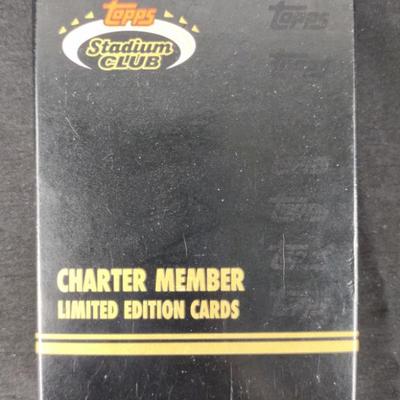 Topps
Stadium
CLUB
CHARTER MEMBER
LIMITED EDITION CARDS
Topps